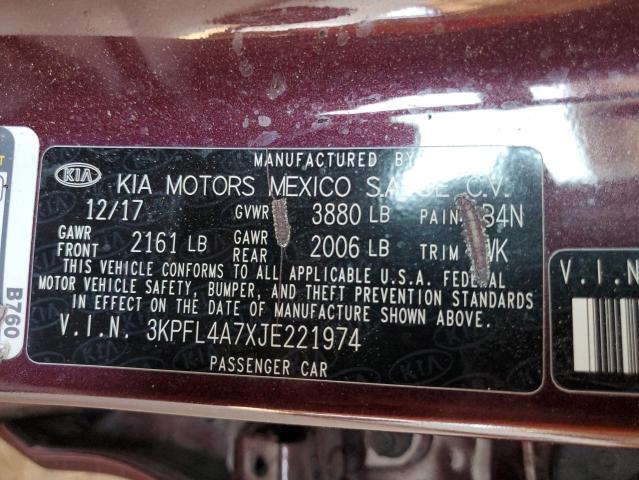 MANUFACTURED BY
KIA KIA MOTORS MEXICO S.A. DE C.V.
12/17 GVWR 3880 LB PAINT B4N
GAWR FRONT 2161 LB GAWR REAR 2006 LB TRIM WK
THIS VEHICLE CONFORMS TO ALL APPLICABLE U.S.A. FEDERAL
MOTOR VEHICLE SAFETY, BUMPER, AND THEFT PREVENTION STANDARDS
IN EFFECT ON THE DATE OF MANUFACTURE SHOWN ABOVE.
V.I.N. 3KPFL4A7XJE221974
PASSENGER CAR
V.I.N
B760